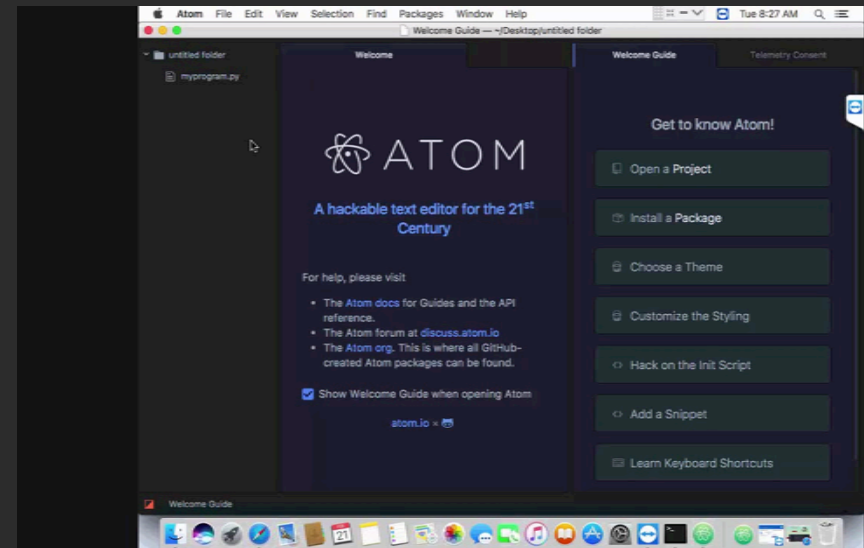 Atom File Edit View Selection Find Packages Window Help
Tue 8:27 AM
Welcome Guide — ~/Desktop/untitled folder
untitled folder
myprogram.py
Welcome
Welcome Guide
Telemetry Consent
ATOM
A hackable text editor for the 21st
Century
For help, please visit
The Atom docs for Guides and the API
reference.
The Atom forum at discuss.atom.io
The Atom org. This is where all GitHub-
created Atom packages can be found.
Show Welcome Guide when opening Atom
atom.io ×
Get to know Atom!
Open a Project
Install a Package
Choose a Theme
Customize the Styling
Hack on the Init Script
Add a Snippet
Learn Keyboard Shortcuts
Welcome Guide
21